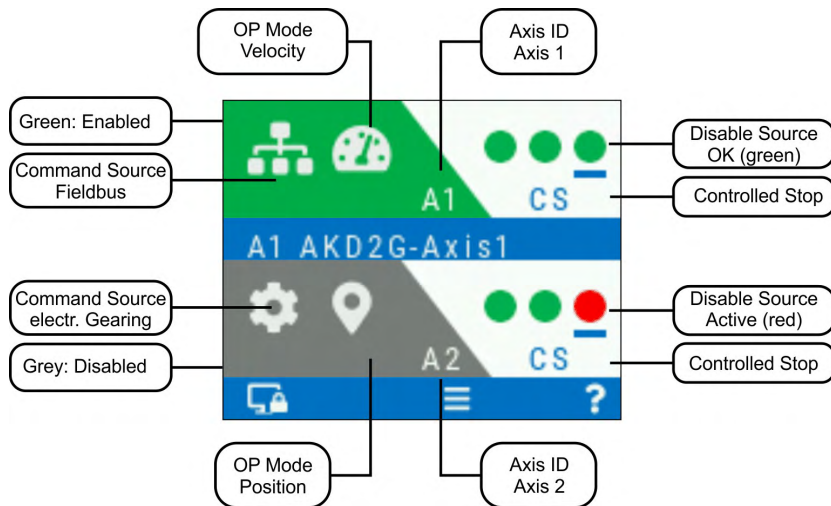 OP Mode
Velocity
Axis ID
Axis 1
Green: Enabled
Disable Source
OK (green)
Command Source
Fieldbus
Controlled Stop
A1
CS
A1 AKD2G-Axis1
Command Source
electr. Gearing
Disable Source
Active (red)
Grey: Disabled
A2
CS
Controlled Stop
?
OP Mode
Position
Axis ID
Axis 2